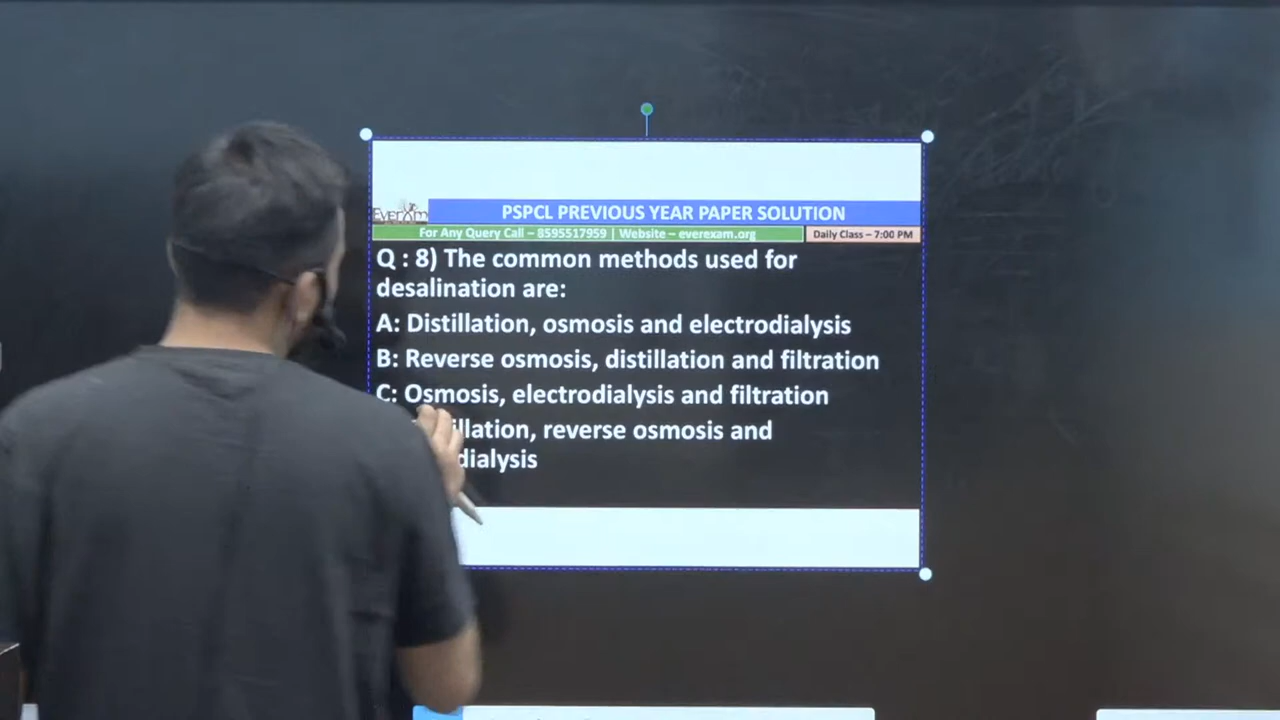 EverExam
PSPCL PREVIOUS YEAR PAPER SOLUTION
For Any Query Call – 8595517959 | Website – everexam.org
Daily Class – 7:00 PM
Q : 8) The common methods used for
desalination are:
A: Distillation, osmosis and electrodialysis
B: Reverse osmosis, distillation and filtration
C: Osmosis, electrodialysis and filtration
reverse osmosis and